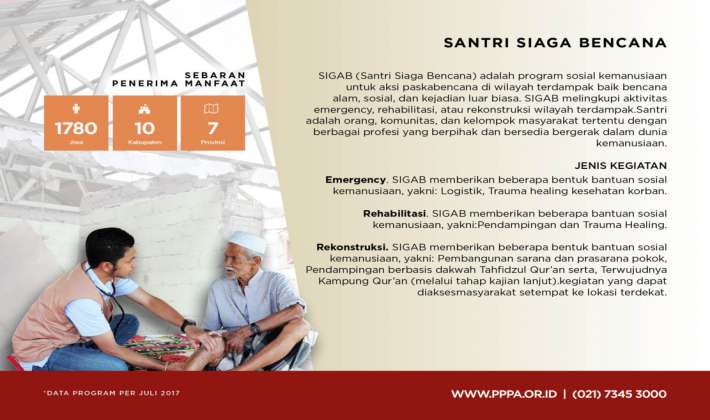 SEBARAN
PENERIMA MANFAAT
1780
Jiwa
10
Kabupaten
7
Provinsi
SANTRI SIAGA BENCANA
SIGAB (Santri Siaga Bencana) adalah program sosial kemanusiaan
untuk aksi paskabencana di wilayah terdampak baik bencana
alam, sosial, dan kejadian luar biasa. SIGAB melingkupi aktivitas
emergency, rehabilitasi, atau rekonstruksi wilayah terdampak.Santri
adalah orang, komunitas, dan kelompok masyarakat tertentu dengan
berbagai profesi yang berpihak dan bersedia bergerak dalam dunia
kemanusiaan.
JENIS KEGIATAN
Emergency. SIGAB memberikan beberapa bentuk bantuan sosial
kemanusiaan, yakni: Logistik, Trauma healing kesehatan korban.
Rehabilitasi. SIGAB memberikan beberapa bantuan sosial
kemanusiaan, yakni:Pendampingan dan Trauma Healing.
Rekonstruksi. SIGAB memberikan beberapa bentuk bantuan sosial
kemanusiaan, yakni: Pembangunan sarana dan prasarana pokok,
Pendampingan berbasis dakwah Tahfidzul Qur'an serta, Terwujudnya
Kampung Qur'an (melalui tahap kajian lanjut).kegiatan yang dapat
diaksesmasyarakat setempat ke lokasi terdekat.
*DATA PROGRAM PER JULI 2017
WWW.PPPA.OR.ID | (021) 7345 3000